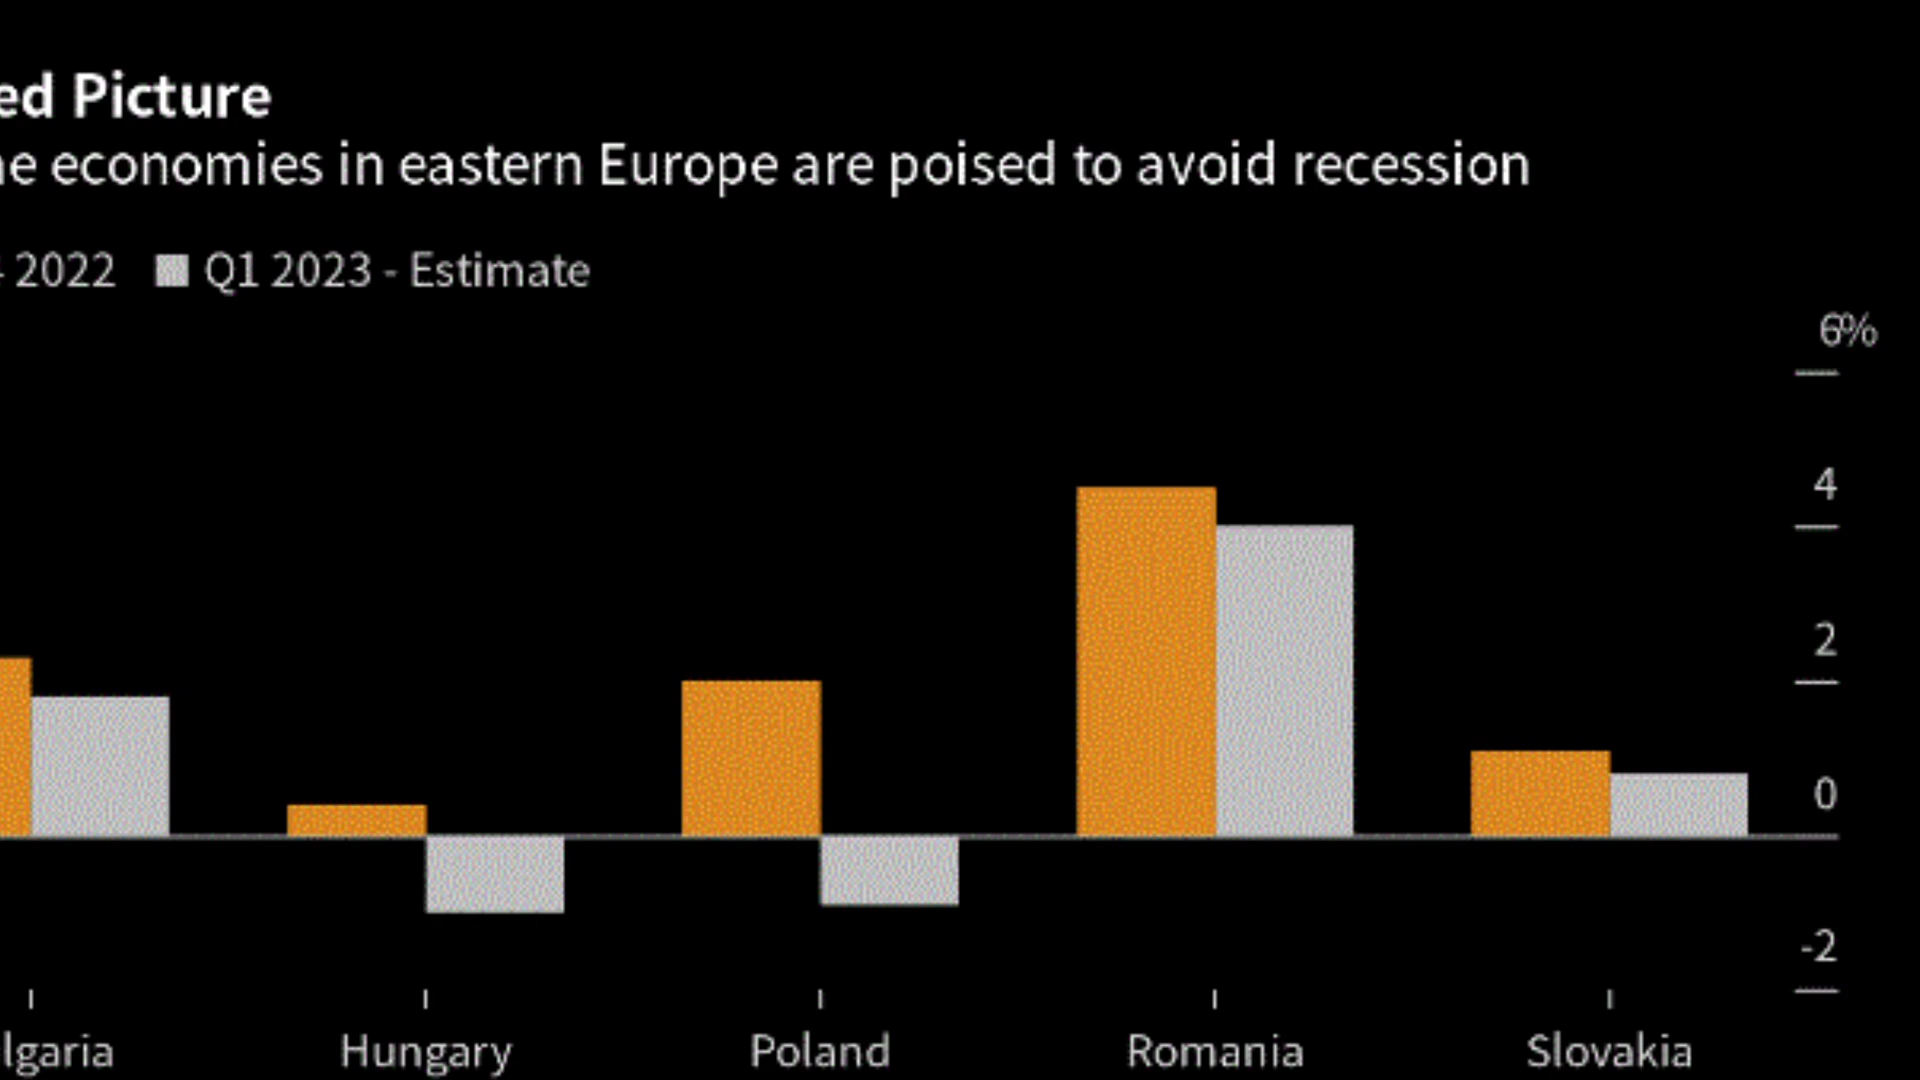 ed Picture
he economies in eastern Europe are poised to avoid recession
2022 Q1 2023 - Estimate
6%
4
2
0
-2
lgaria Hungary Poland Romania Slovakia